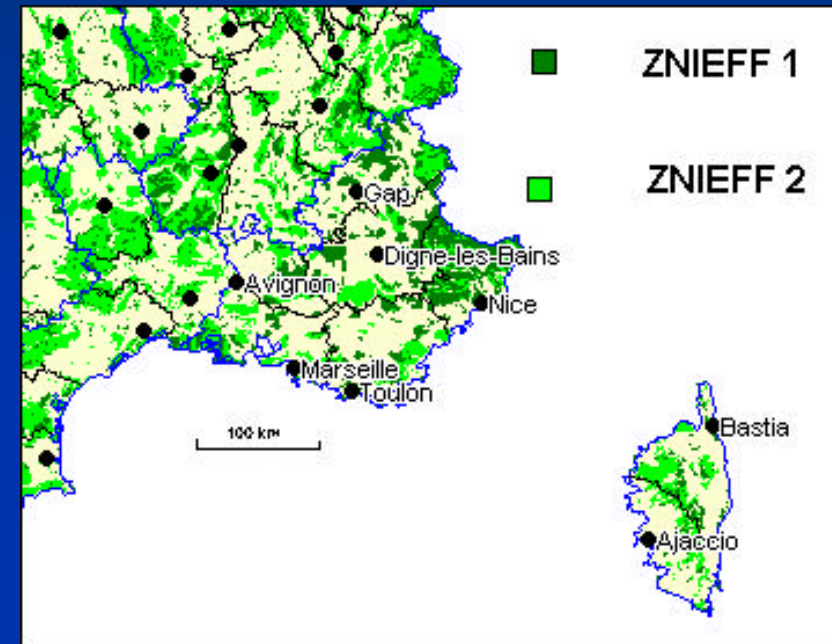 ZNIEFF 1
ZNIEFF 2
Gap
Digne-les-Bains
Avignon
Nice
Marseille
Toulon
100 km
Bastia
Ajaccio